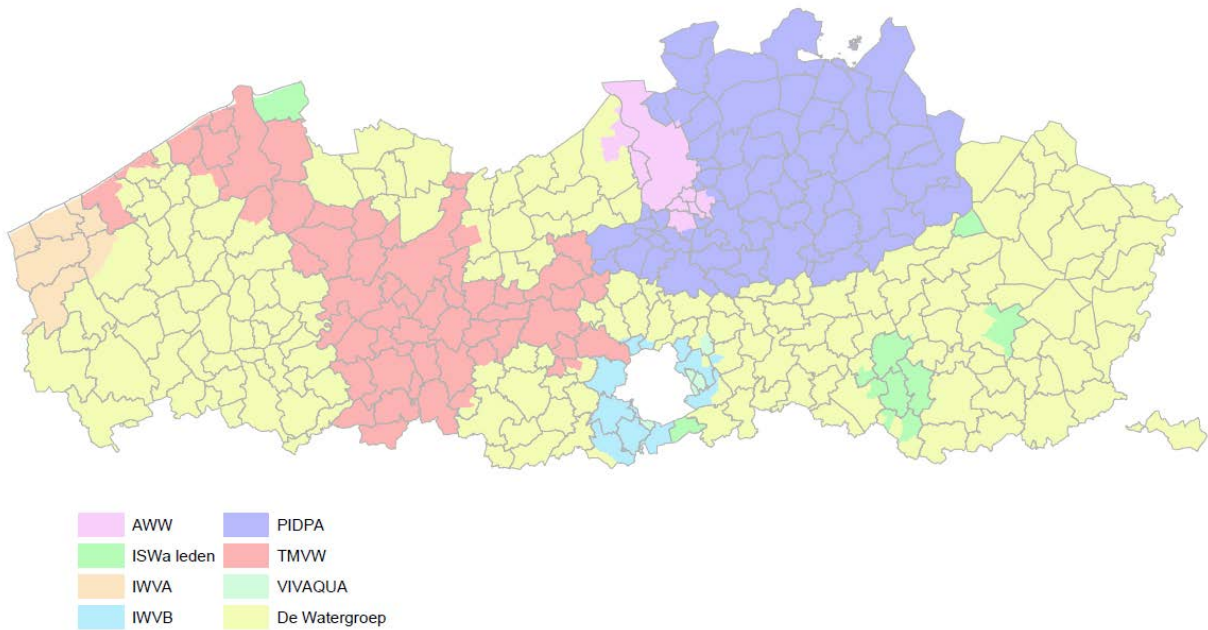 AWW
ISWa leden
IWVA
IWVB
PIDPA
TMVW
VIVAQUA
De Watergroep